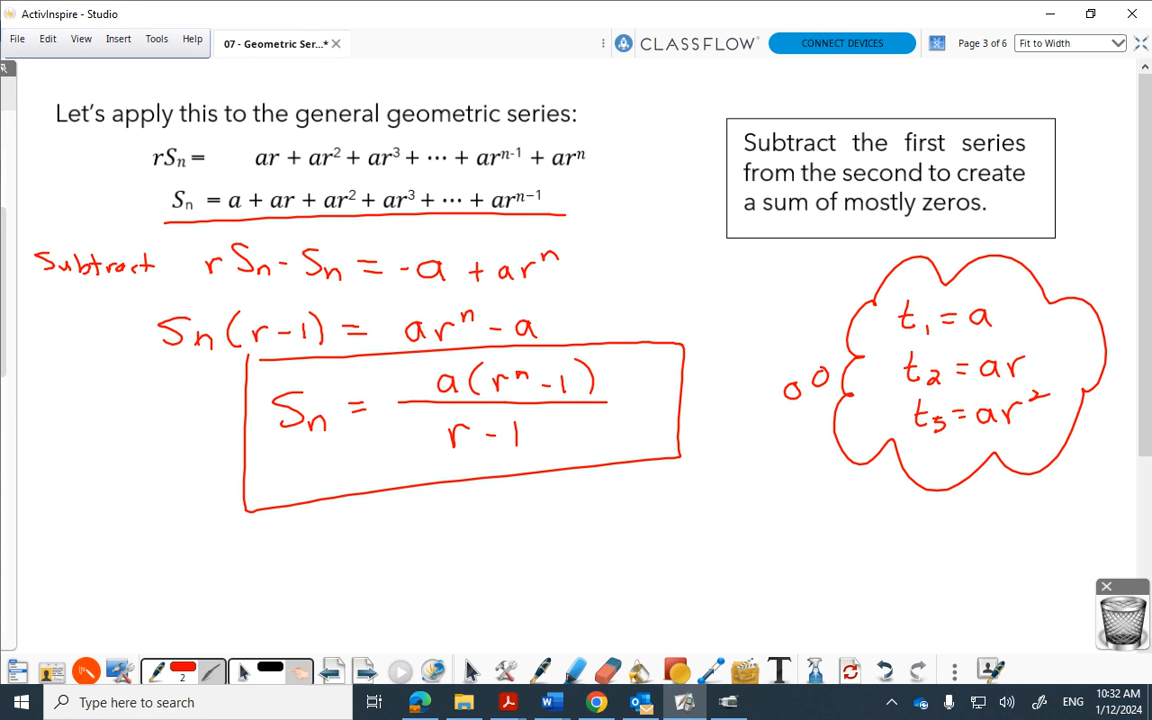 ActivInspire - Studio
File Edit View Insert Tools Help
07 - Geometric Ser...*
CLASSFLOW
CONNECT DEVICES
Page 3 of 6
Fit to Width
Let's apply this to the general geometric series:
rSₙ = ar + ar² + ar³ + ⋯ + arⁿ⁻¹ + arⁿ
Sₙ = a + ar + ar² + ar³ + ⋯ + arⁿ⁻¹
Subtract the first series
from the second to create
a sum of mostly zeros.
Subtract rSₙ - Sₙ = -a + arⁿ
Sₙ(r-1) = arⁿ - a
Sₙ = a(rⁿ-1) / r-1
t₁ = a
t₂ = ar
t₃ = ar²
2
T
Type here to search
W
ENG
10:32 AM
1/12/2024